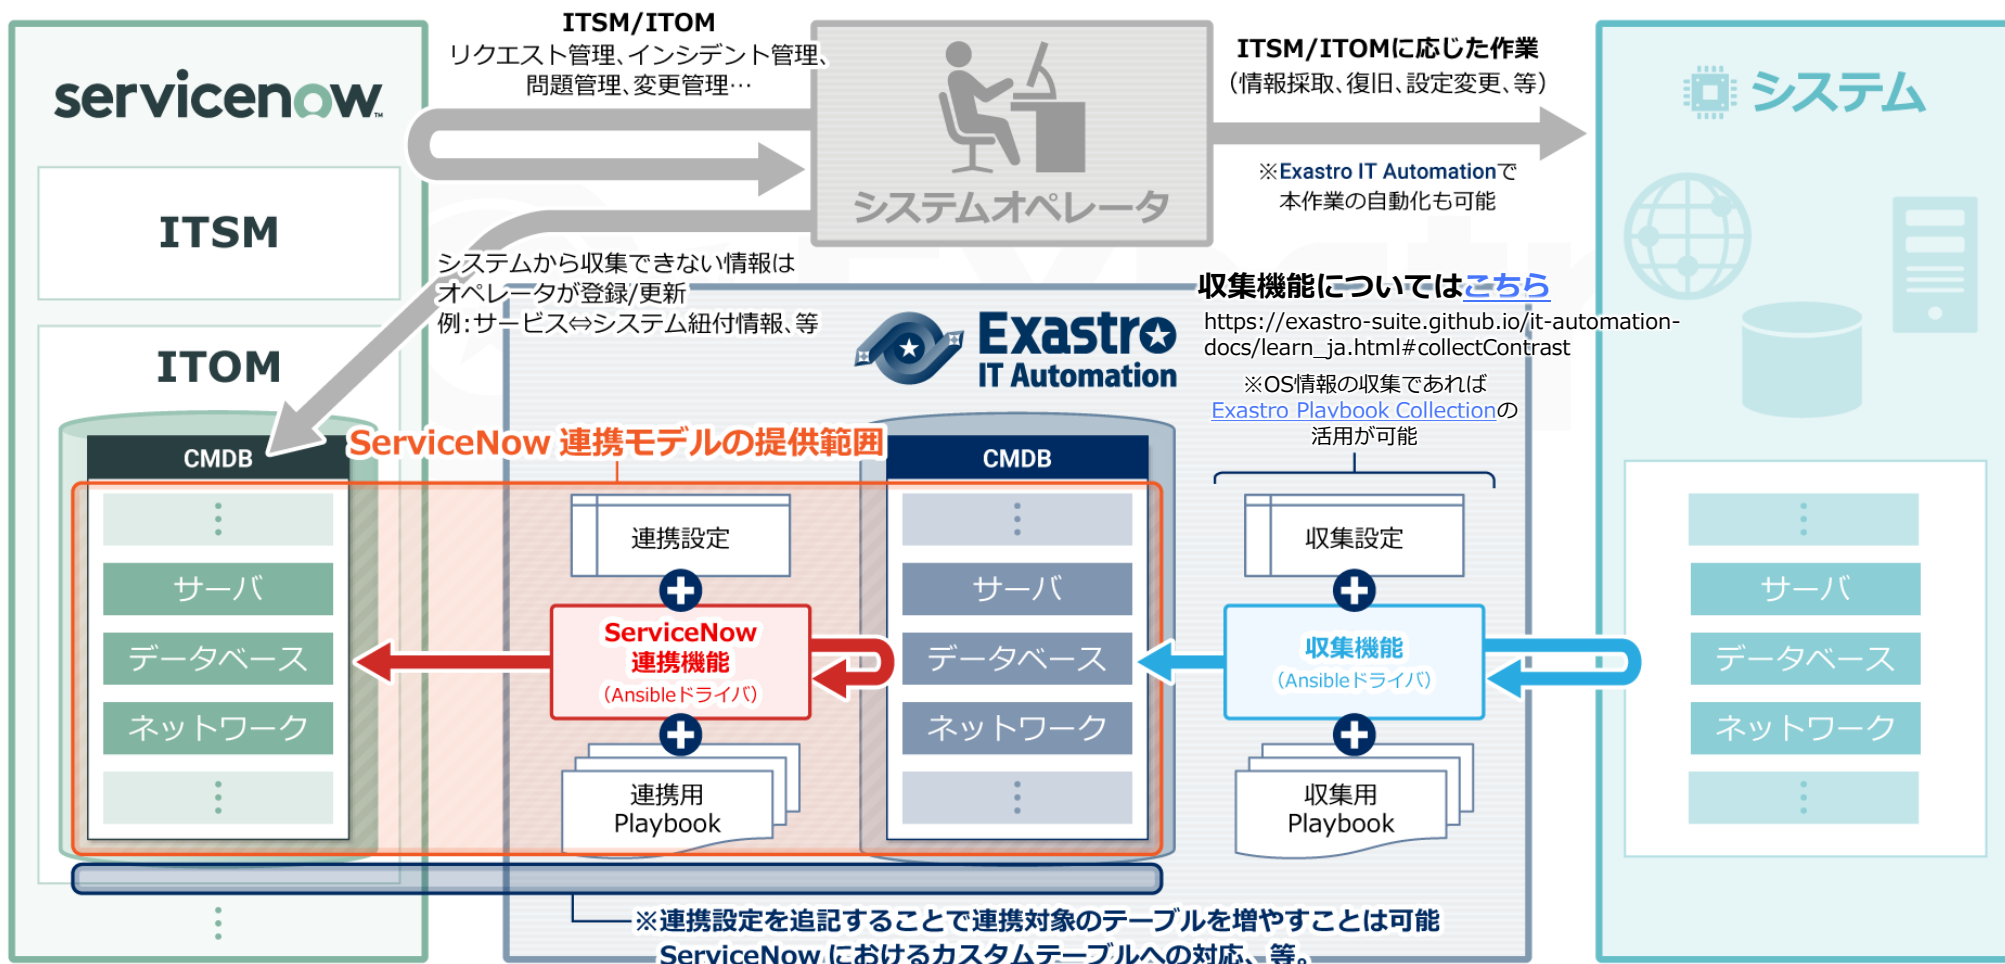 servicenow™
ITSM
ITOM
CMDB
サーバ
データベース
ネットワーク
ITSM/ITOM
リクエスト管理、インシデント管理、
問題管理、変更管理…
システムオペレータ
ITSM/ITOMに応じた作業
（情報採取、復旧、設定変更、等）
※Exastro IT Automationで
本作業の自動化も可能
システムから収集できない情報は
オペレータが登録/更新
例：サービス⇔システム紐付情報、等
Exastro
IT Automation
収集機能についてはこちら
https://exastro-suite.github.io/it-automation-
docs/learn_ja.html#collectContrast
※OS情報の収集であれば
Exastro Playbook Collectionの
活用が可能
ServiceNow 連携モデルの提供範囲
連携設定
ServiceNow
連携機能
（Ansibleドライバ）
連携用
Playbook
CMDB
サーバ
データベース
ネットワーク
収集設定
収集機能
（Ansibleドライバ）
収集用
Playbook
システム
サーバ
データベース
ネットワーク
※連携設定を追記することで連携対象のテーブルを増やすことは可能
ServiceNow におけるカスタムテーブルへの対応、等。